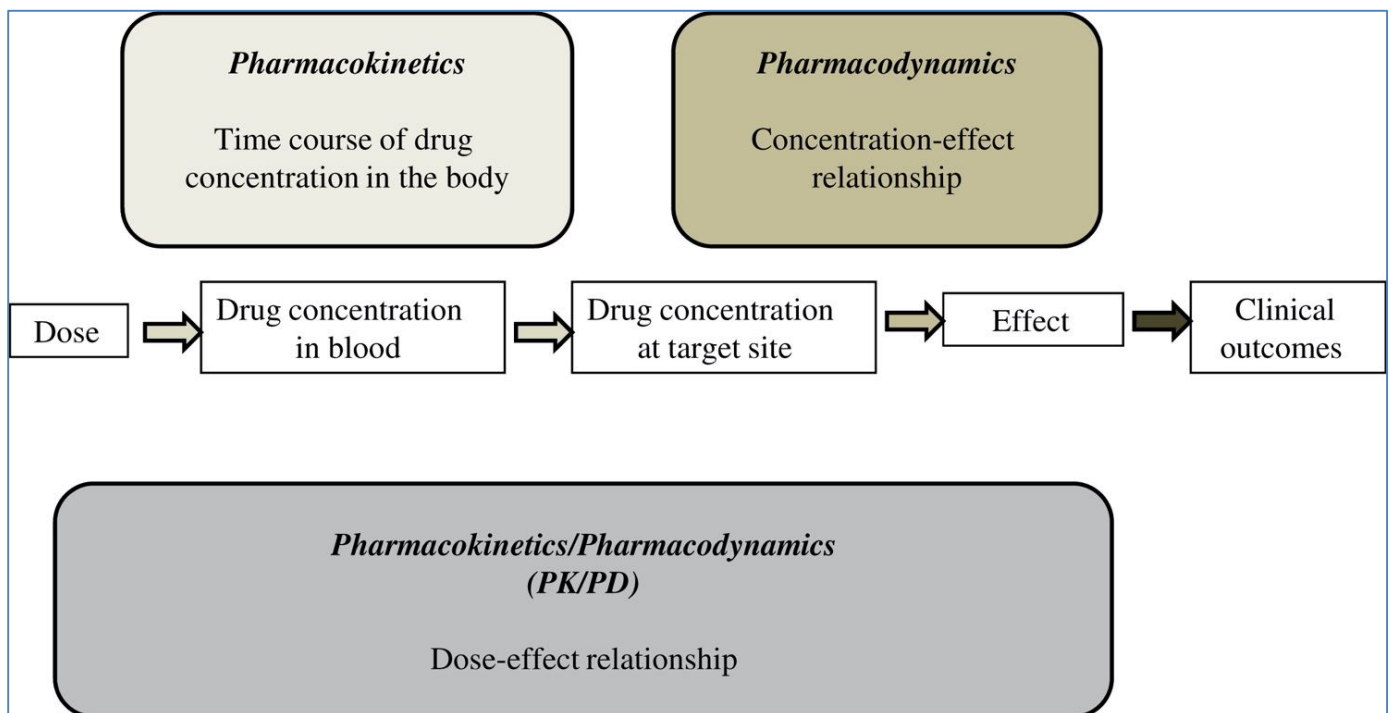 Pharmacokinetics
Time course of drug
concentration in the body
Pharmacodynamics
Concentration-effect
relationship
Dose
Drug concentration
in blood
Drug concentration
at target site
Effect
Clinical
outcomes
Pharmacokinetics/Pharmacodynamics
(PK/PD)
Dose-effect relationship